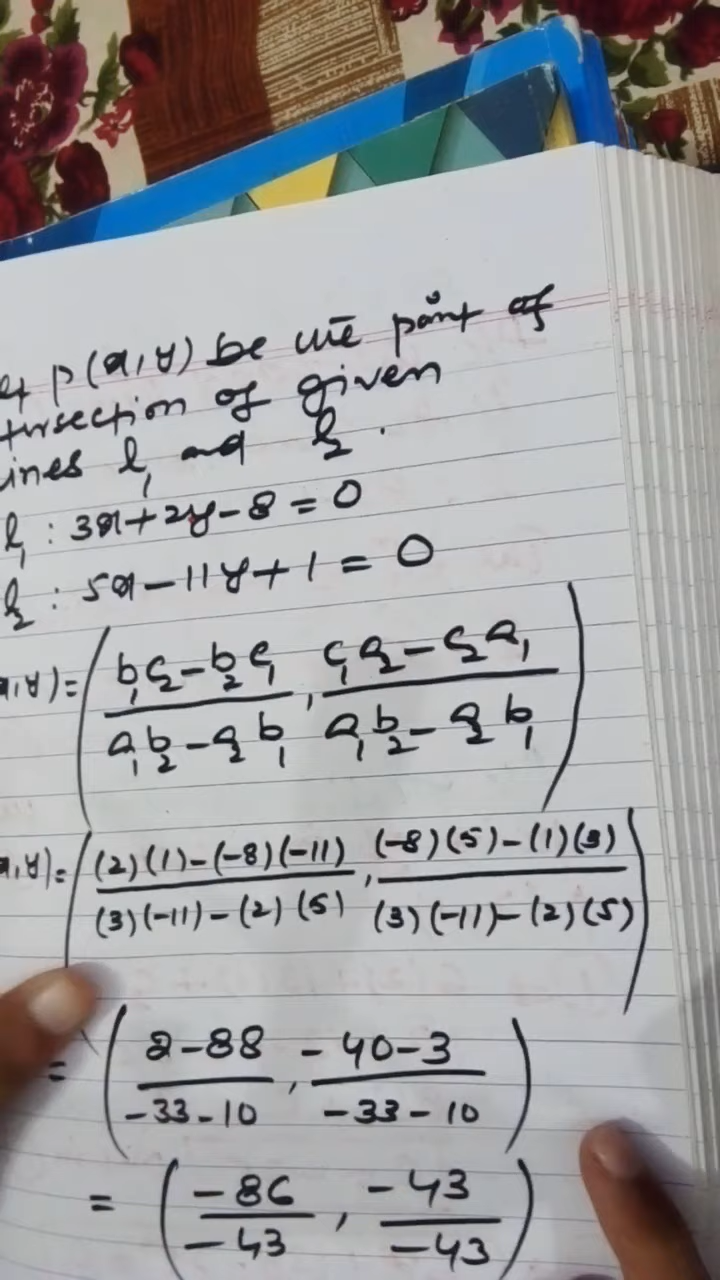 P(x,y) be the point of
of given
lines l₁ and l₂.
l₁ : 3x+2y-8=0
l₂ : 5x-11y+1=0
x,y)=(b₁c₂-b₂c₁/a₁b₂-a₂b₁, c₁a₂-c₂a₁/a₁b₂-a₂b₁)
x,y)=((2)(1)-(-8)(-11)/(3)(-11)-(2)(5), (-8)(5)-(1)(3)/(3)(-11)-(2)(5))
=(2-88/-33-10, -40-3/-33-10)
=(-86/-43, -43/-43)